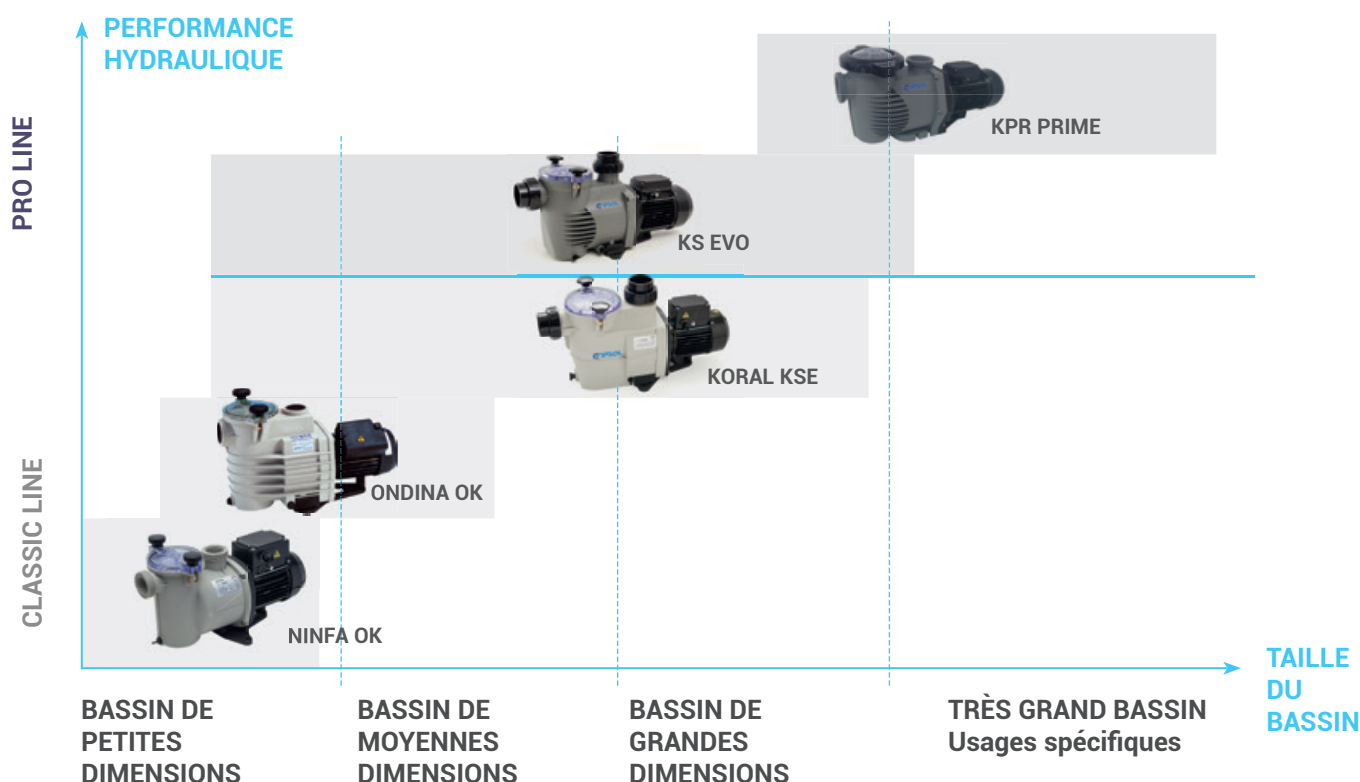 PERFORMANCE
HYDRAULIQUE
PRO LINE
KPR PRIME
KS EVO
KORAL KSE
CLASSIC LINE
ONDINA OK
NINFA OK
TAILLE
DU
BASSIN
BASSIN DE
PETITES
DIMENSIONS
BASSIN DE
MOYENNES
DIMENSIONS
BASSIN DE
GRANDES
DIMENSIONS
TRÈS GRAND BASSIN
Usages spécifiques